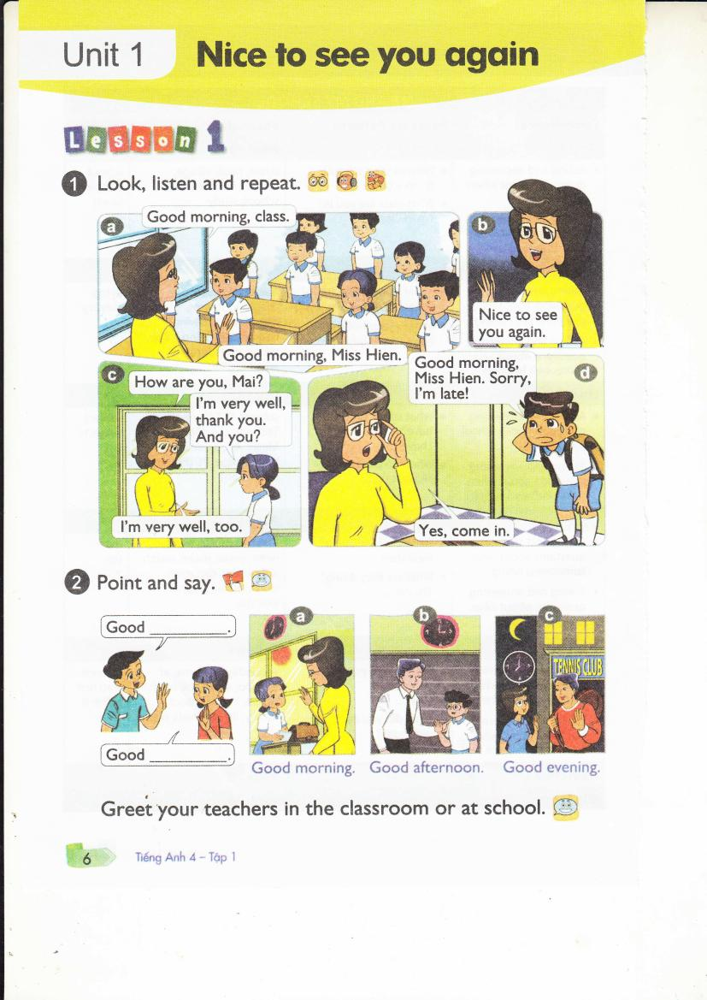 Unit 1
Nice to see you again
Lesson 1
1 Look, listen and repeat.
a
Good morning, class.
Good morning, Miss Hien.
b
Nice to see
you again.
c
How are you, Mai?
I'm very well,
thank you.
And you?
I'm very well, too.
d
Good morning,
Miss Hien. Sorry,
I'm late!
Yes, come in.
2 Point and say.
Good __________.
Good __________.
a
Good morning.
b
Good afternoon.
c
TENNIS CLUB
Good evening.
Greet your teachers in the classroom or at school.
6
Tiếng Anh 4 – Tập 1